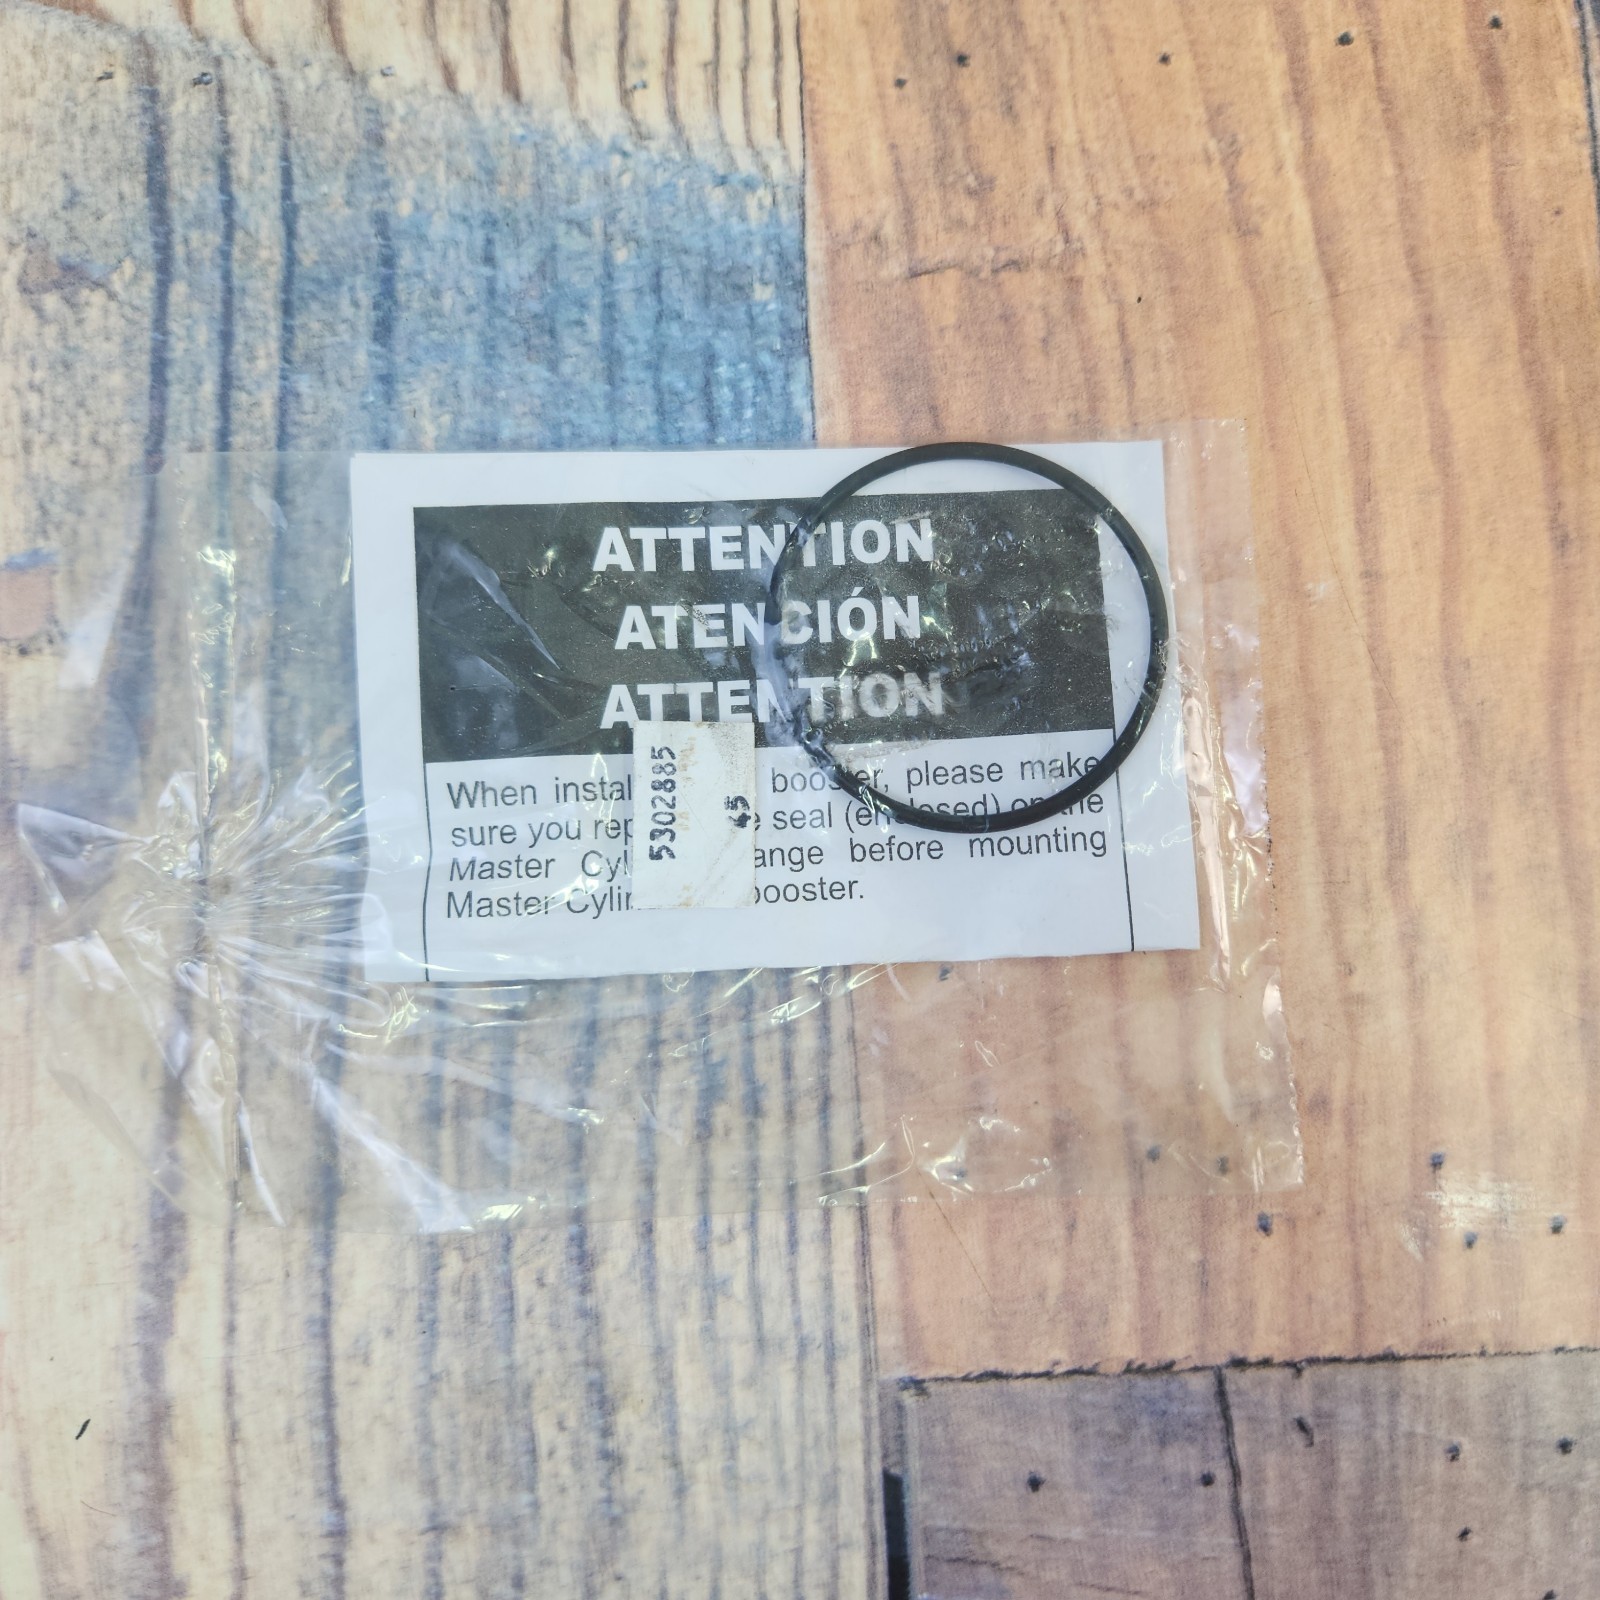 ATTENTION
ATENCIÓN
ATTENTION
When instal booster, please make
sure you rep seal (enclosed) on the
Master Cyl ange before mounting
Master Cylin booster.
5302885
45